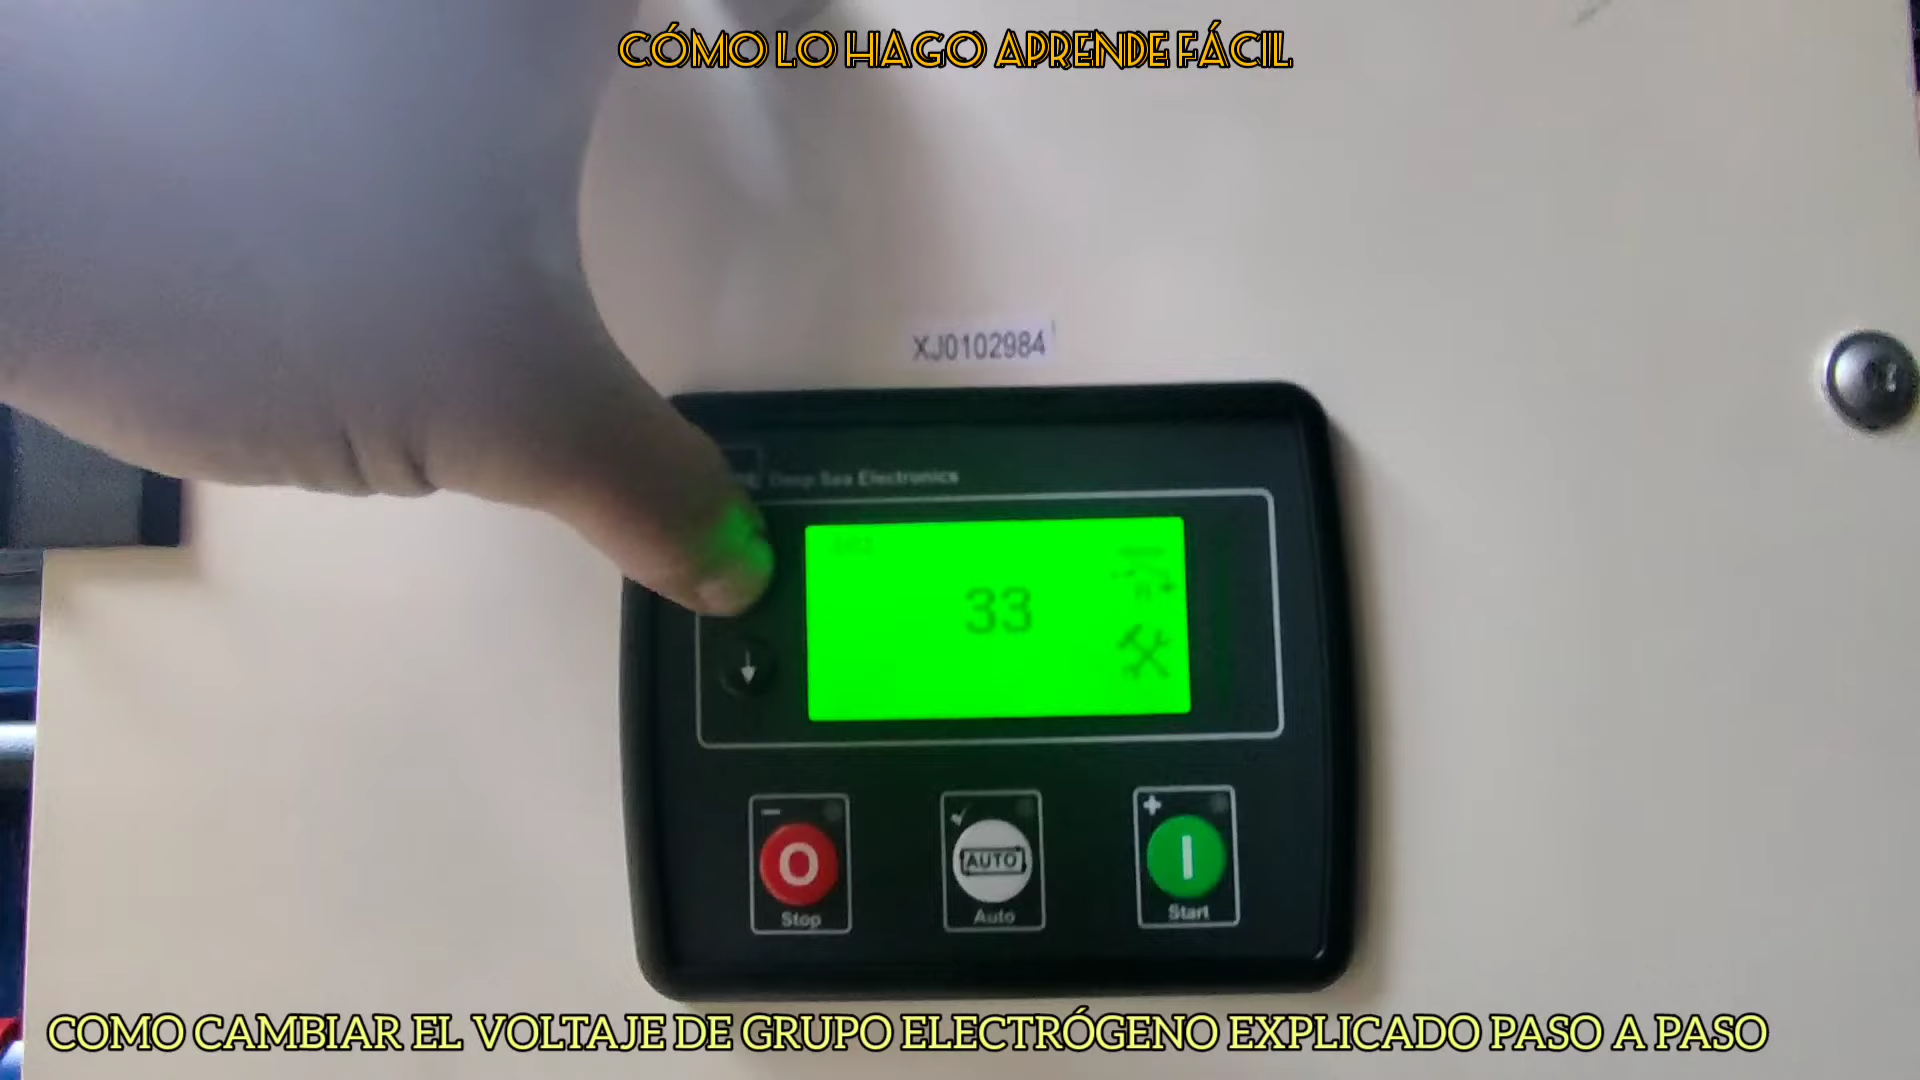 CÓMO LO HAGO APRENDE FÁCIL
XJ0102984
Deep Sea Electronics
33
AUTO
Stop
Auto
Start
COMO CAMBIAR EL VOLTAJE DE GRUPO ELECTRÓGENO EXPLICADO PASO A PASO